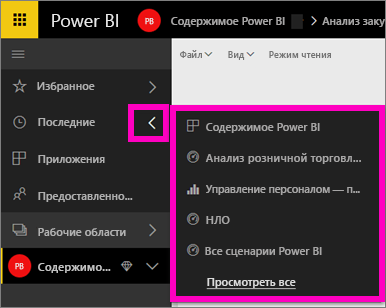 Power BI PB Содержимое Power BI > Анализ заку
Файл Вид Режим чтения
Избранное
Последние
Приложения
Предоставленно...
Рабочие области
PB Содержимо...
Содержимое Power BI
Анализ розничной торговл...
Управление персоналом — п...
НЛО
Все сценарии Power BI
Просмотреть все